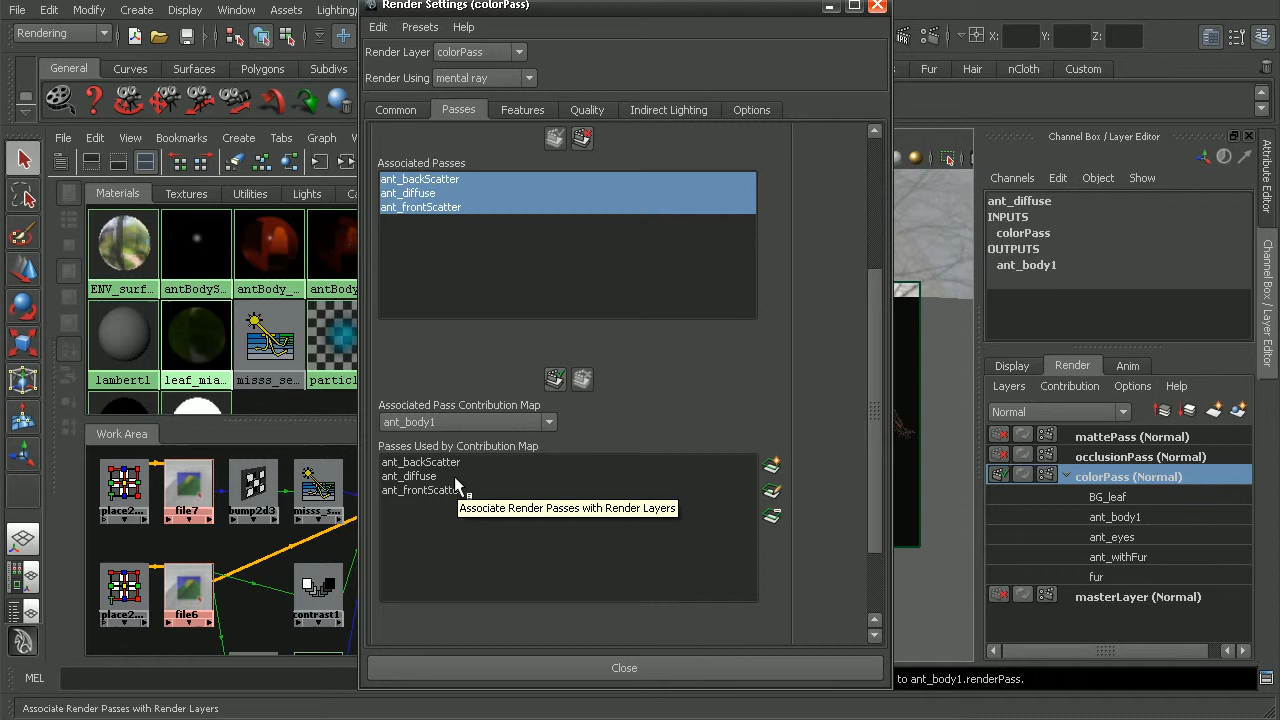 File Edit Modify Create Display Window Assets Lighting,
Render Settings (colorPass)
Edit Presets Help
Rendering
X: Y: Z:
Render Layer colorPass
Render Using mental ray
General Curves Surfaces Polygons Subdivs
Fur Hair nCloth Custom
Common Passes Features Quality Indirect Lighting Options
File Edit View Bookmarks Create Tabs Graph
Materials Textures Utilities Lights Ca
ENV_surf... antBodyS... antBody_...
lambert1 leaf_mia... misss_se... particl
Work Area
place2... file7 bump2d3 misss_s...
place2... file6 contrast1
Associated Passes
ant_backScatter
ant_diffuse
ant_frontScatter
Associated Pass Contribution Map
ant_body1
Passes Used by Contribution Map
ant_backScatter
ant_diffuse
ant_frontScatte
Associate Render Passes with Render Layers
Close
Channel Box / Layer Editor
Channels Edit Object Show
ant_diffuse
INPUTS
colorPass
OUTPUTS
ant_body1
Attribute Editor
Channel Box / Layer Editor
Display Render Anim
Layers Contribution Options Help
Normal
mattePass (Normal)
occlusionPass (Normal)
colorPass (Normal)
BG_leaf
ant_body1
ant_eyes
ant_withFur
fur
masterLayer (Normal)
MEL
to ant_body1.renderPass.
Associate Render Passes with Render Layers